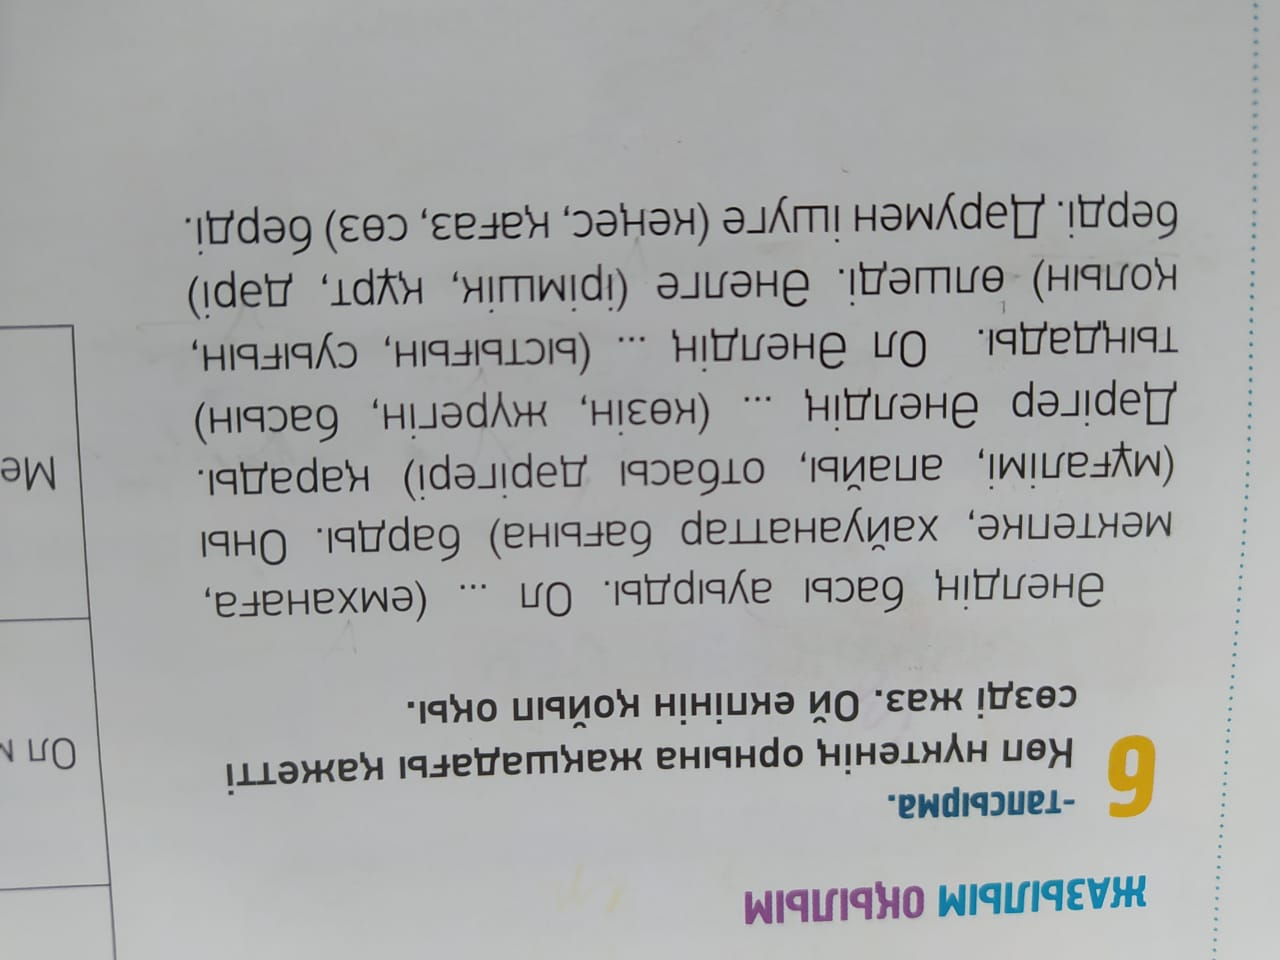 ЖАЗЫЛЫМ ОҚЫЛЫМ
6 -тапсырма.
Көп нүктенің орнына жақшадағы қажетті
сөзді жаз. Ой екпінін қойып оқы.
Әнелдің басы ауырды. Ол ... (емханаға,
мектепке, хайуанаттар бағына) барды. Оны
(мұғалімі, апайы, отбасы дәрігері) қарады.
Дәрігер Әнелдің ... (көзін, жүрегін, басын)
тыңдады. Ол Әнелдің ... (ыстығын, суығын,
қолын) өлшеді. Әнелге (ірімшік, құрт, дәрі)
берді. Дәрумен ішуге (кеңес, қағаз, сөз) берді.
Ол
Ме